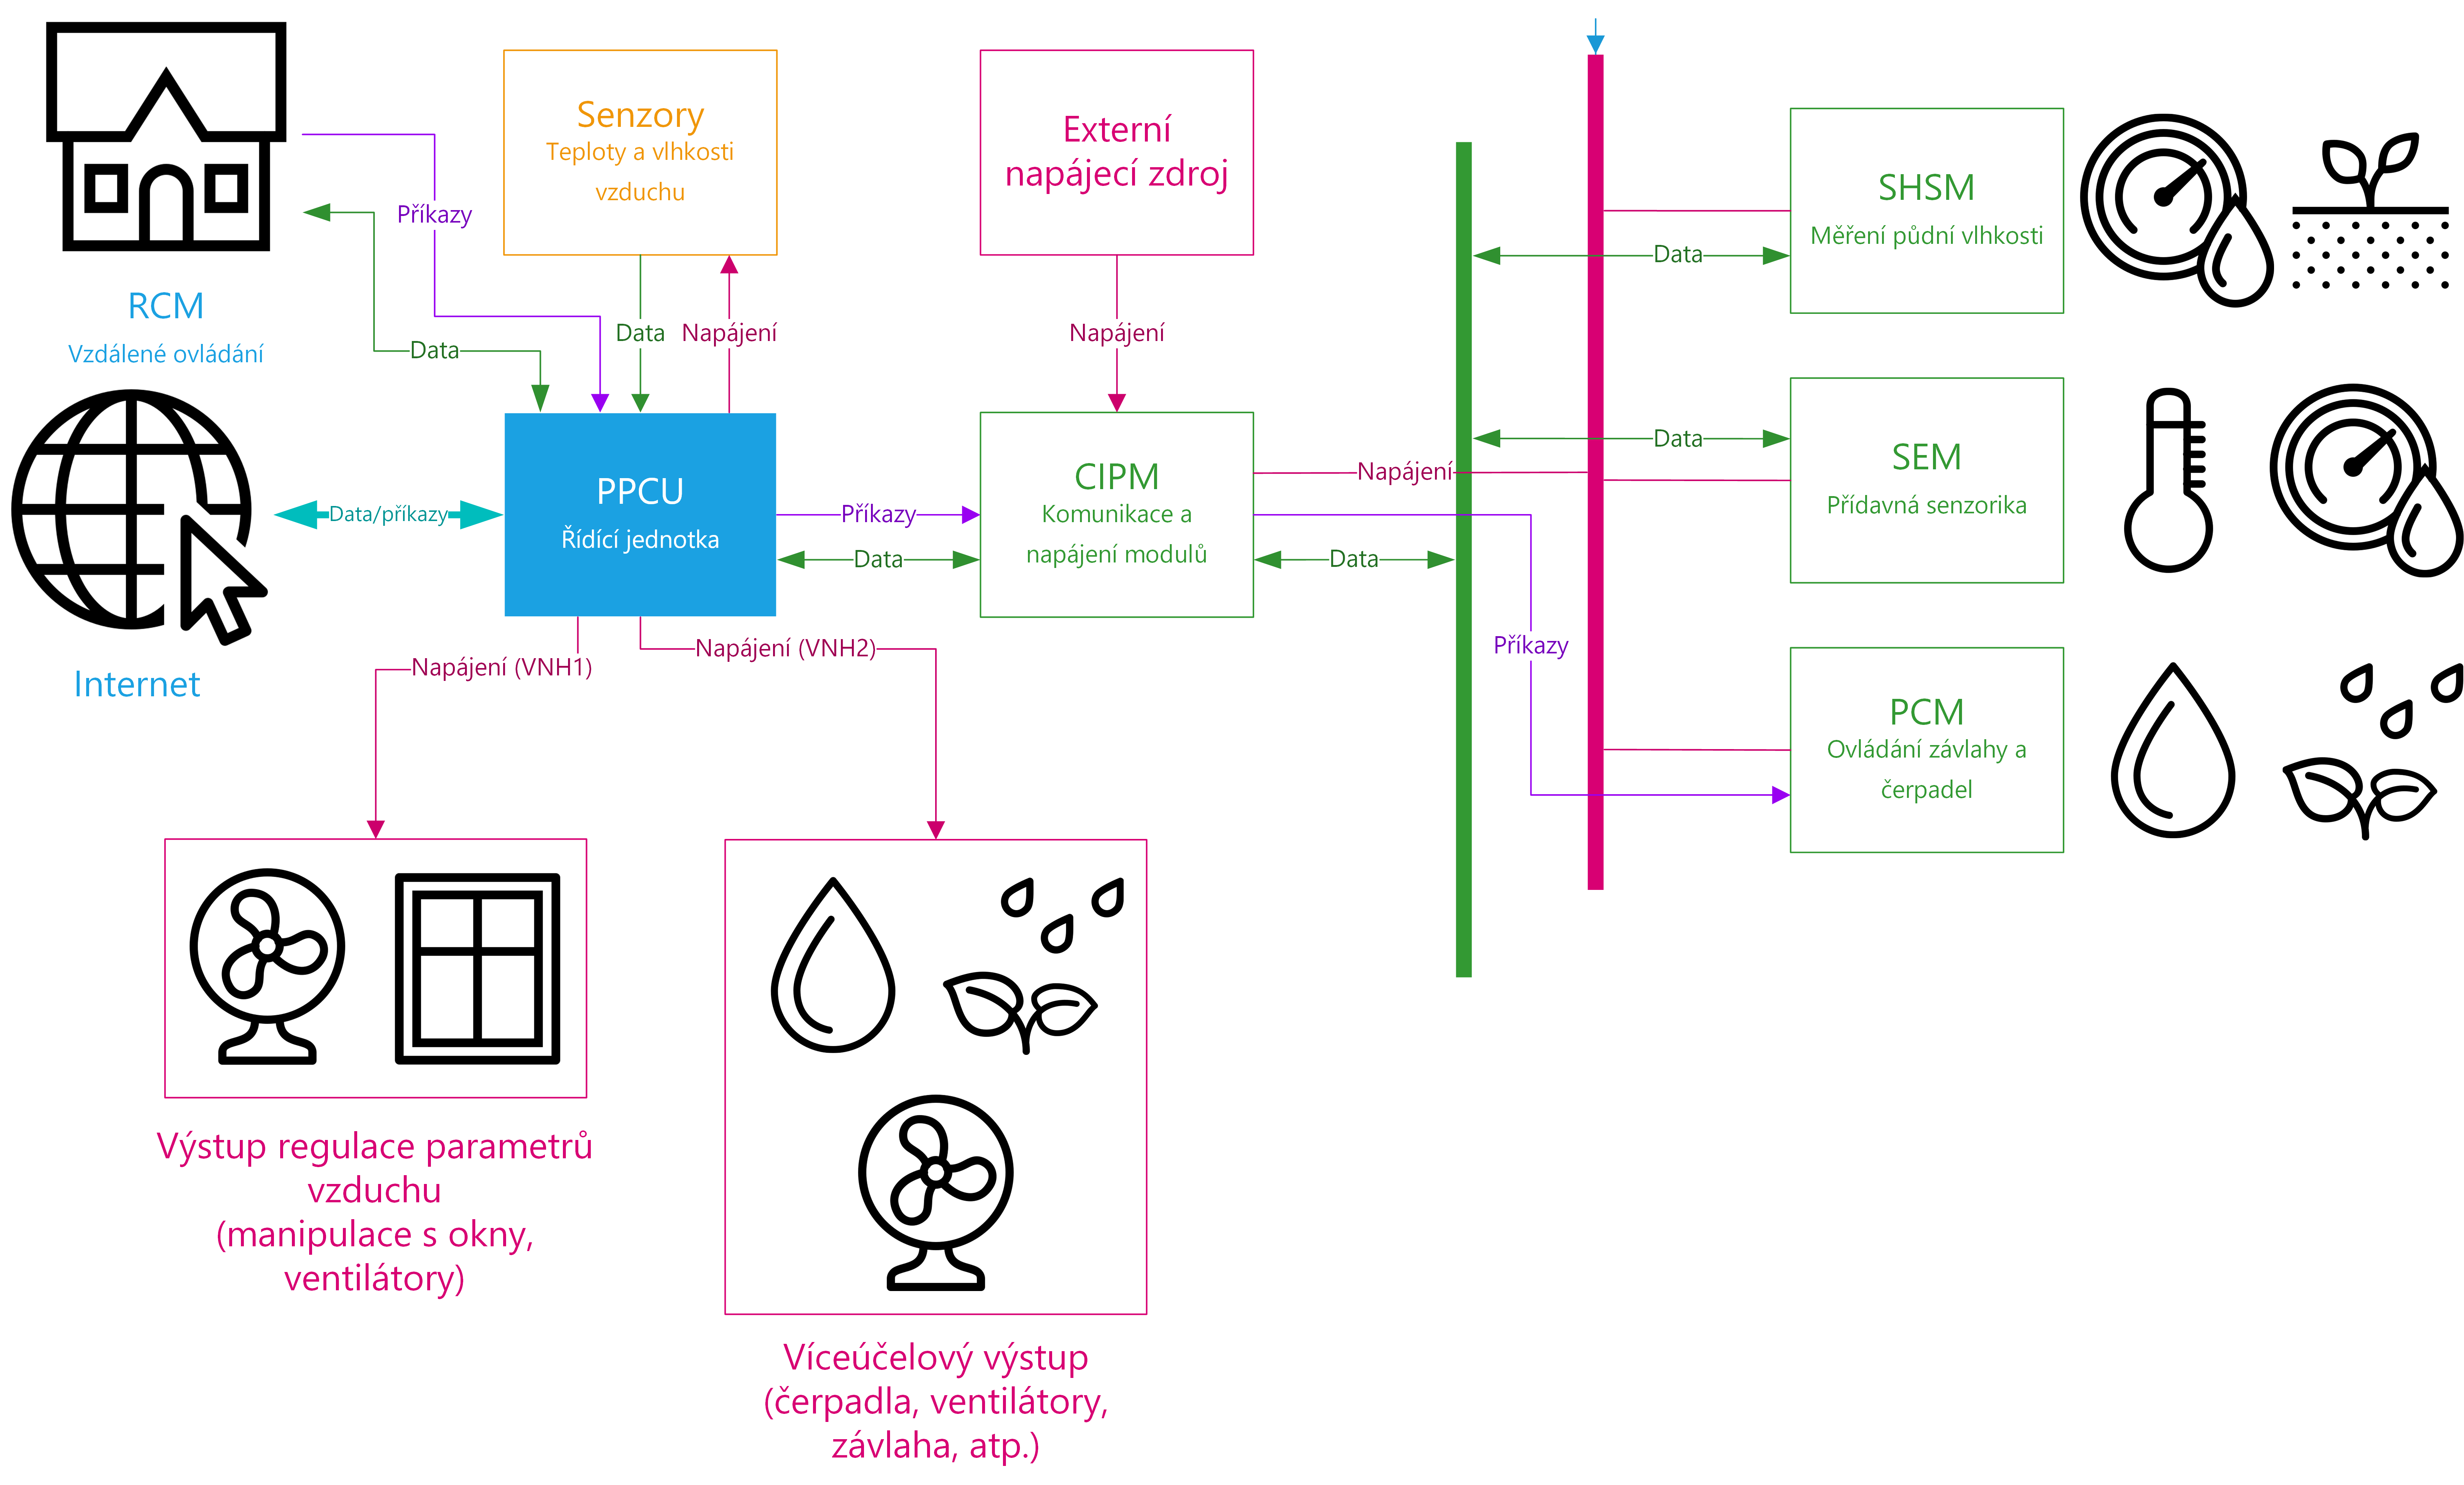 Senzory
Teploty a vlhkosti
vzduchu
Externí
napájecí zdroj
SHSM
Měření půdní vlhkosti
Příkazy
Data
RCM
Vzdálené ovládání
Data
Data
Napájení
Napájení
SEM
Přídavná senzorika
Data
PPCU
Řídící jednotka
CIPM
Komunikace a
napájení modulů
Napájení
Data/příkazy
Příkazy
Data
Data
Internet
Napájení (VNH1)
Napájení (VNH2)
Příkazy
PCM
Ovládání závlahy a
čerpadel
Výstup regulace parametrů
vzduchu
(manipulace s okny,
ventilátory)
Víceúčelový výstup
(čerpadla, ventilátory,
závlaha, atp.)